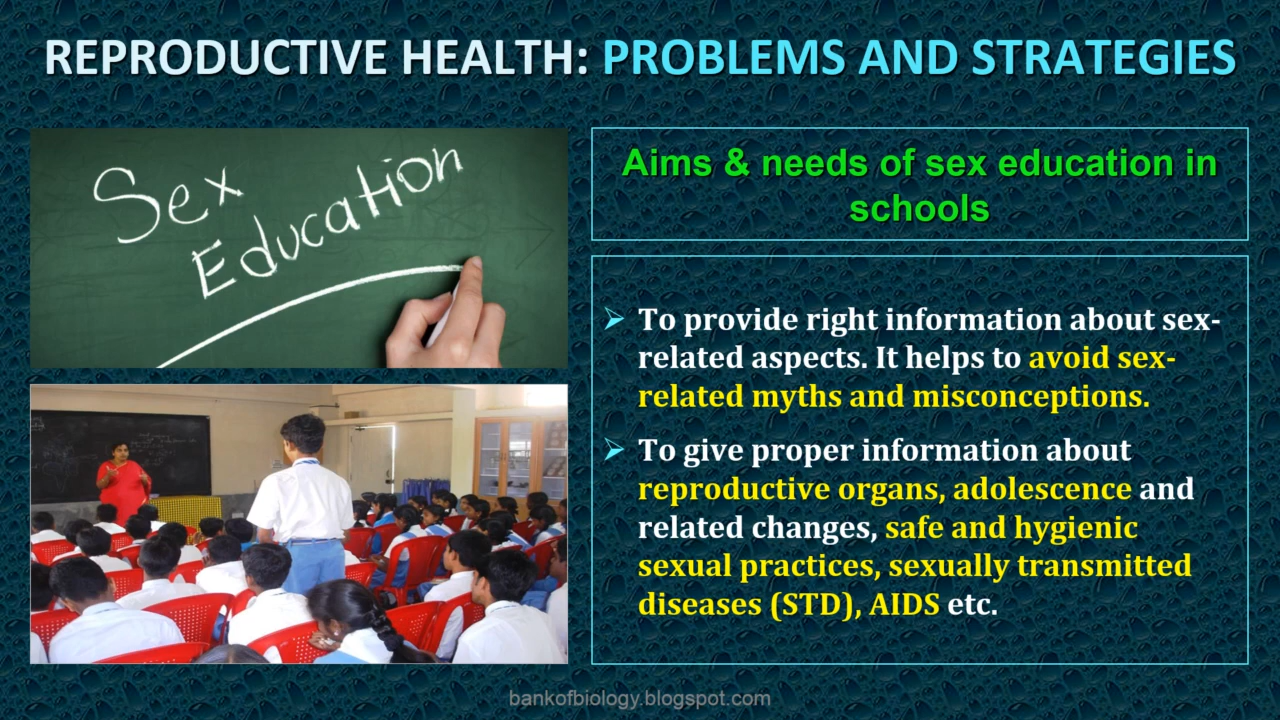 REPRODUCTIVE HEALTH: PROBLEMS AND STRATEGIES
Sex
Education
Aims & needs of sex education in
schools
To provide right information about sex-
related aspects. It helps to avoid sex-
related myths and misconceptions.
To give proper information about
reproductive organs, adolescence and
related changes, safe and hygienic
sexual practices, sexually transmitted
diseases (STD), AIDS etc.
bankofbiology.blogspot.com